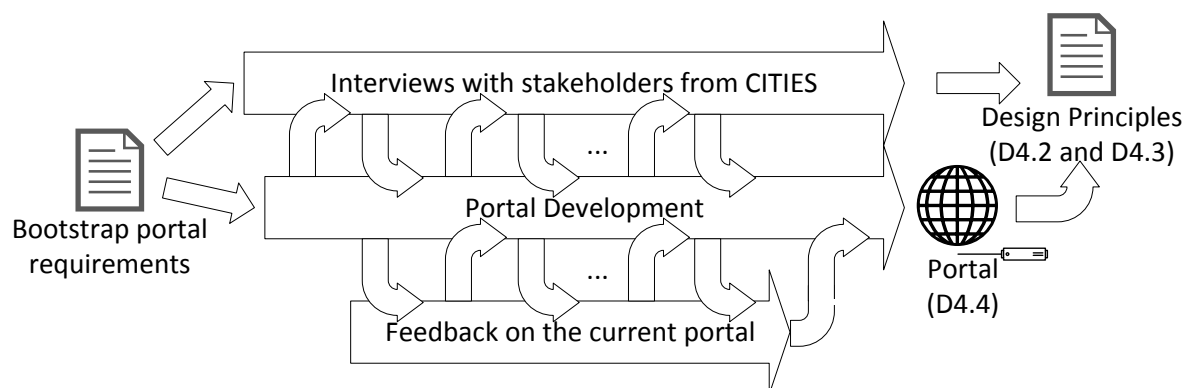 Interviews with stakeholders from CITIES
Design Principles
(D4.2 and D4.3)
...
Bootstrap portal
requirements
Portal Development
...
Portal
(D4.4)
Feedback on the current portal